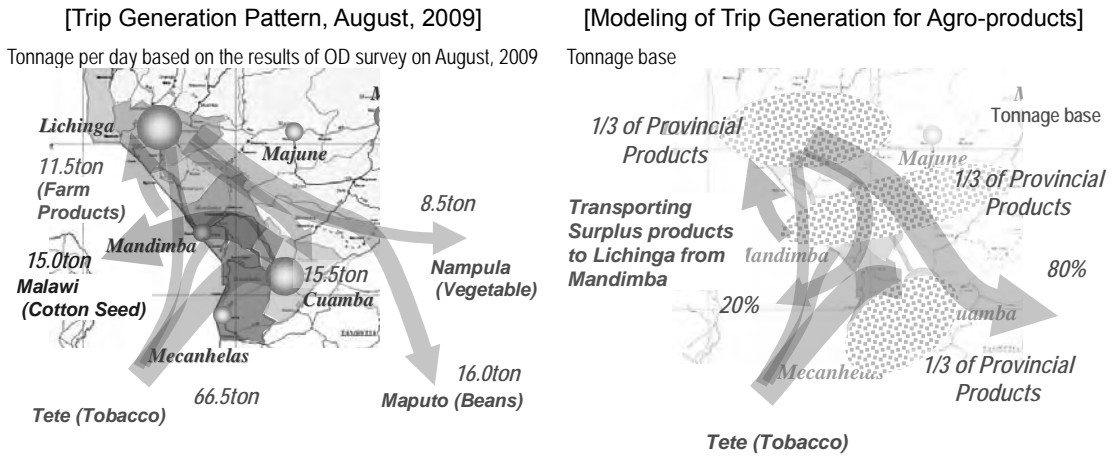 [Trip Generation Pattern, August, 2009]
Tonnage per day based on the results of OD survey on August, 2009
Lichinga
Majune
11.5ton
(Farm
Products)
8.5ton
Mandimba
15.0ton
Malawi
(Cotton Seed)
15.5ton
Cuamba
Nampula
(Vegetable)
Mecanhelas
66.5ton
16.0ton
Tete (Tobacco)
Maputo (Beans)
[Modeling of Trip Generation for Agro-products]
Tonnage base
Tonnage base
1/3 of Provincial
Products
Majune
1/3 of Provincial
Products
Transporting
Surplus products
to Lichinga from
Mandimba
landimba
80%
20%
uamba
Mecanhelas
1/3 of Provincial
Products
Tete (Tobacco)